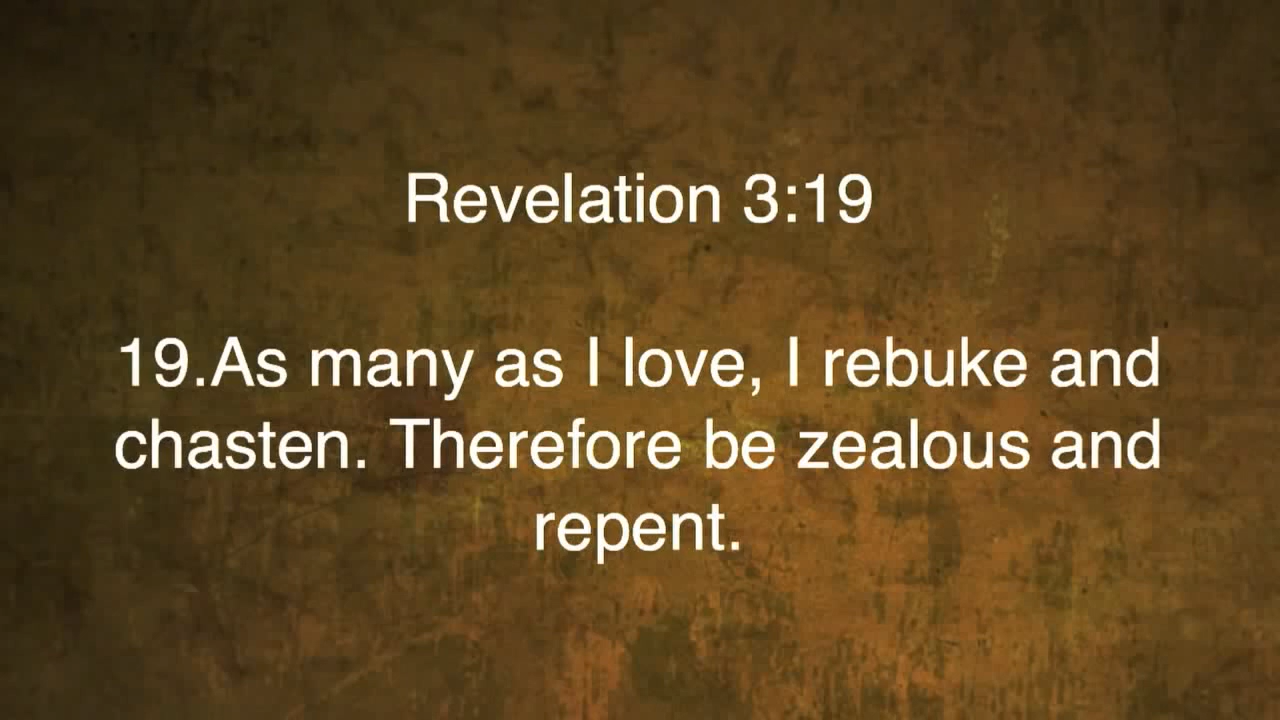 Revelation 3:19
19.As many as I love, I rebuke and
chasten. Therefore be zealous and
repent.